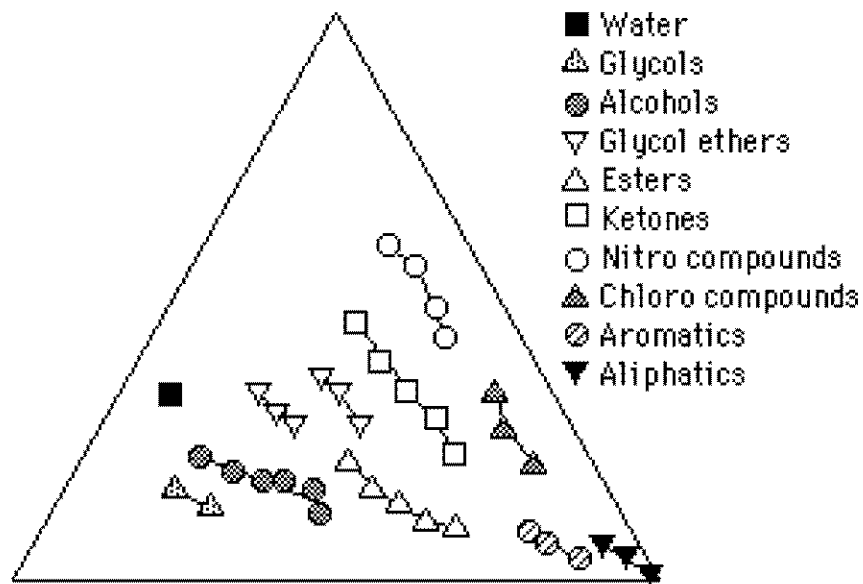 Water
Glycols
Alcohols
Glycol ethers
Esters
Ketones
Nitro compounds
Chloro compounds
Aromatics
Aliphatics